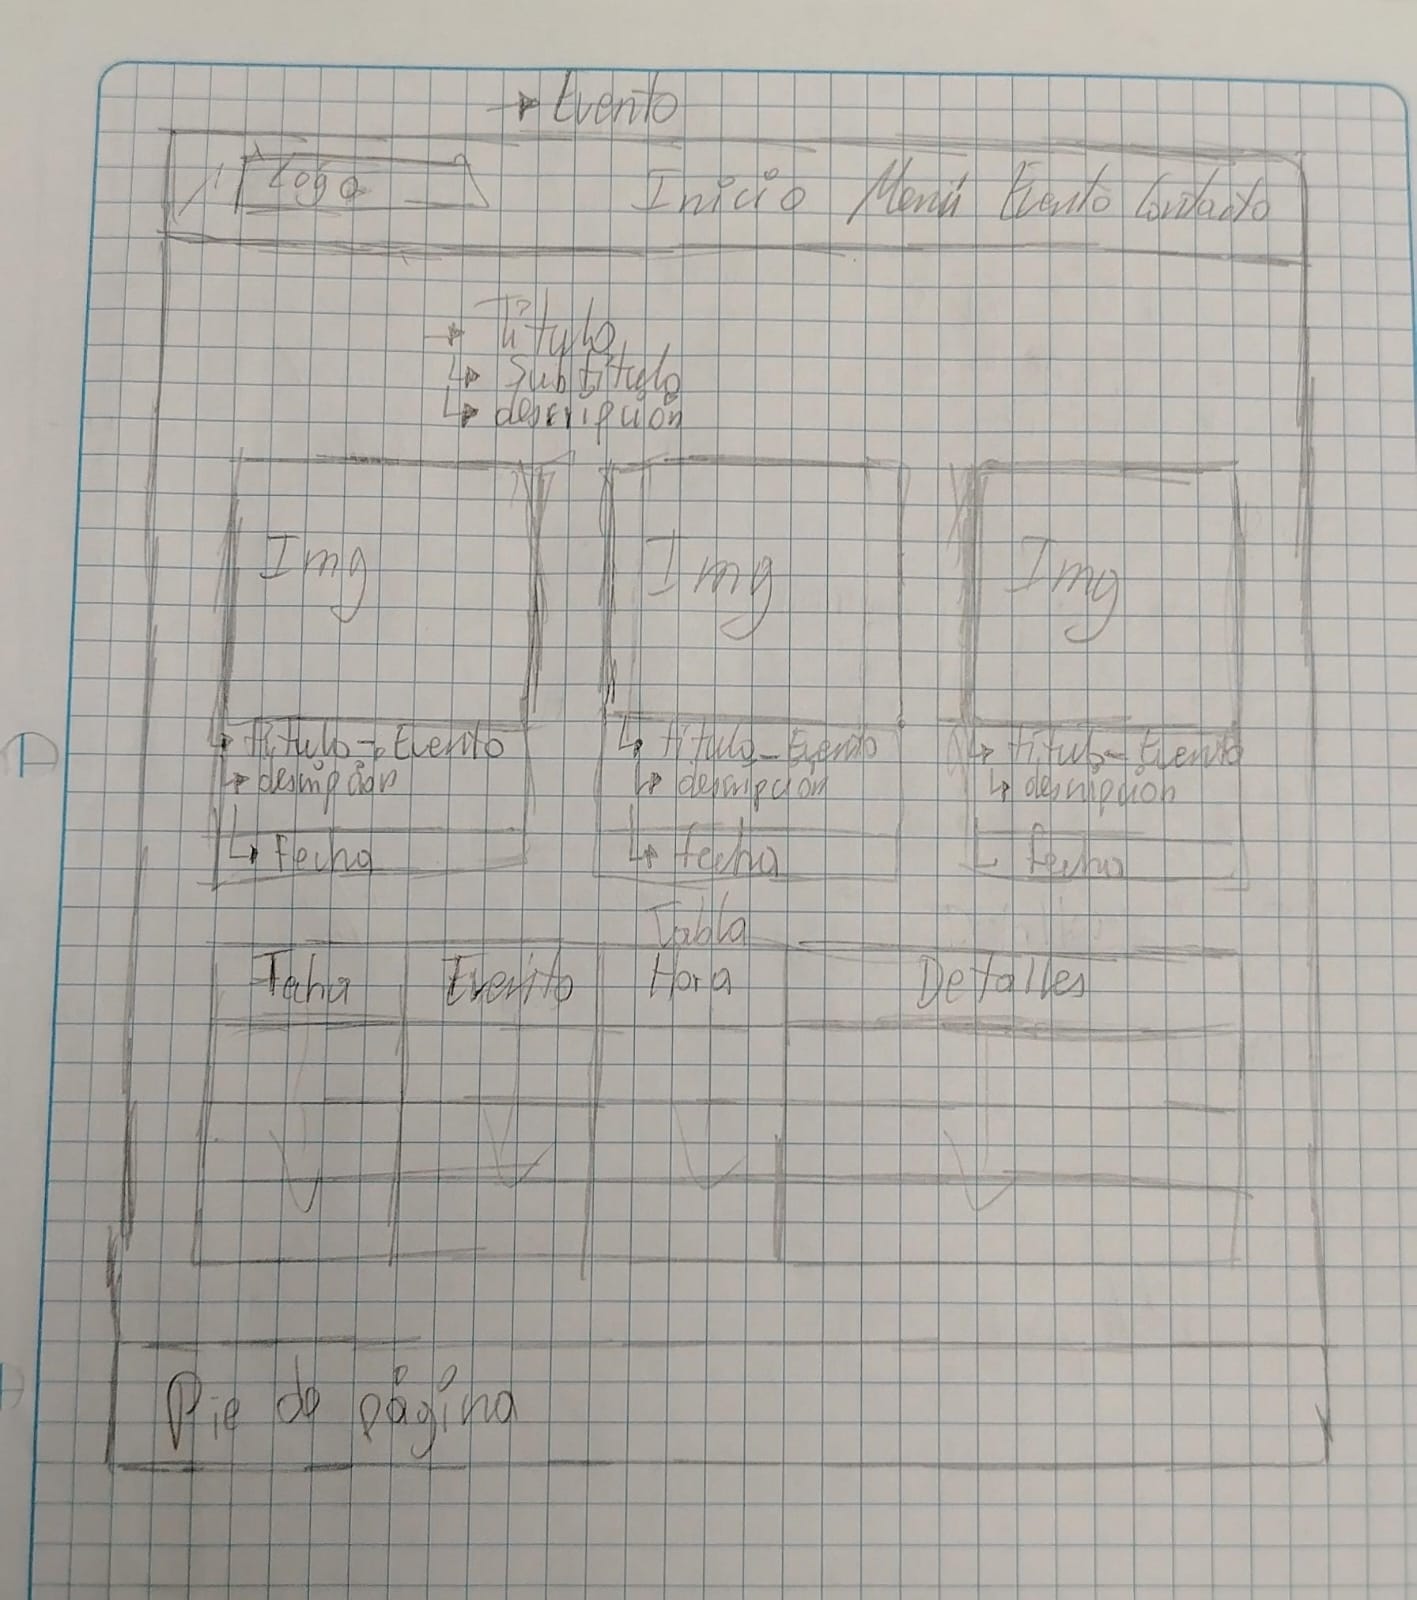 → Evento
Logo Inicio Menú Evento Contacto
→ Título
↳ Subtítulo
↳ descripción
Img Img Img
↳ título-Evento ↳ título-Evento ↳ título-Evento
↳ descripción ↳ descripción ↳ descripción
↳ Fecha ↳ fecha ↳ fecha
Tabla
Fecha Evento Hora Detalles
Pie de página